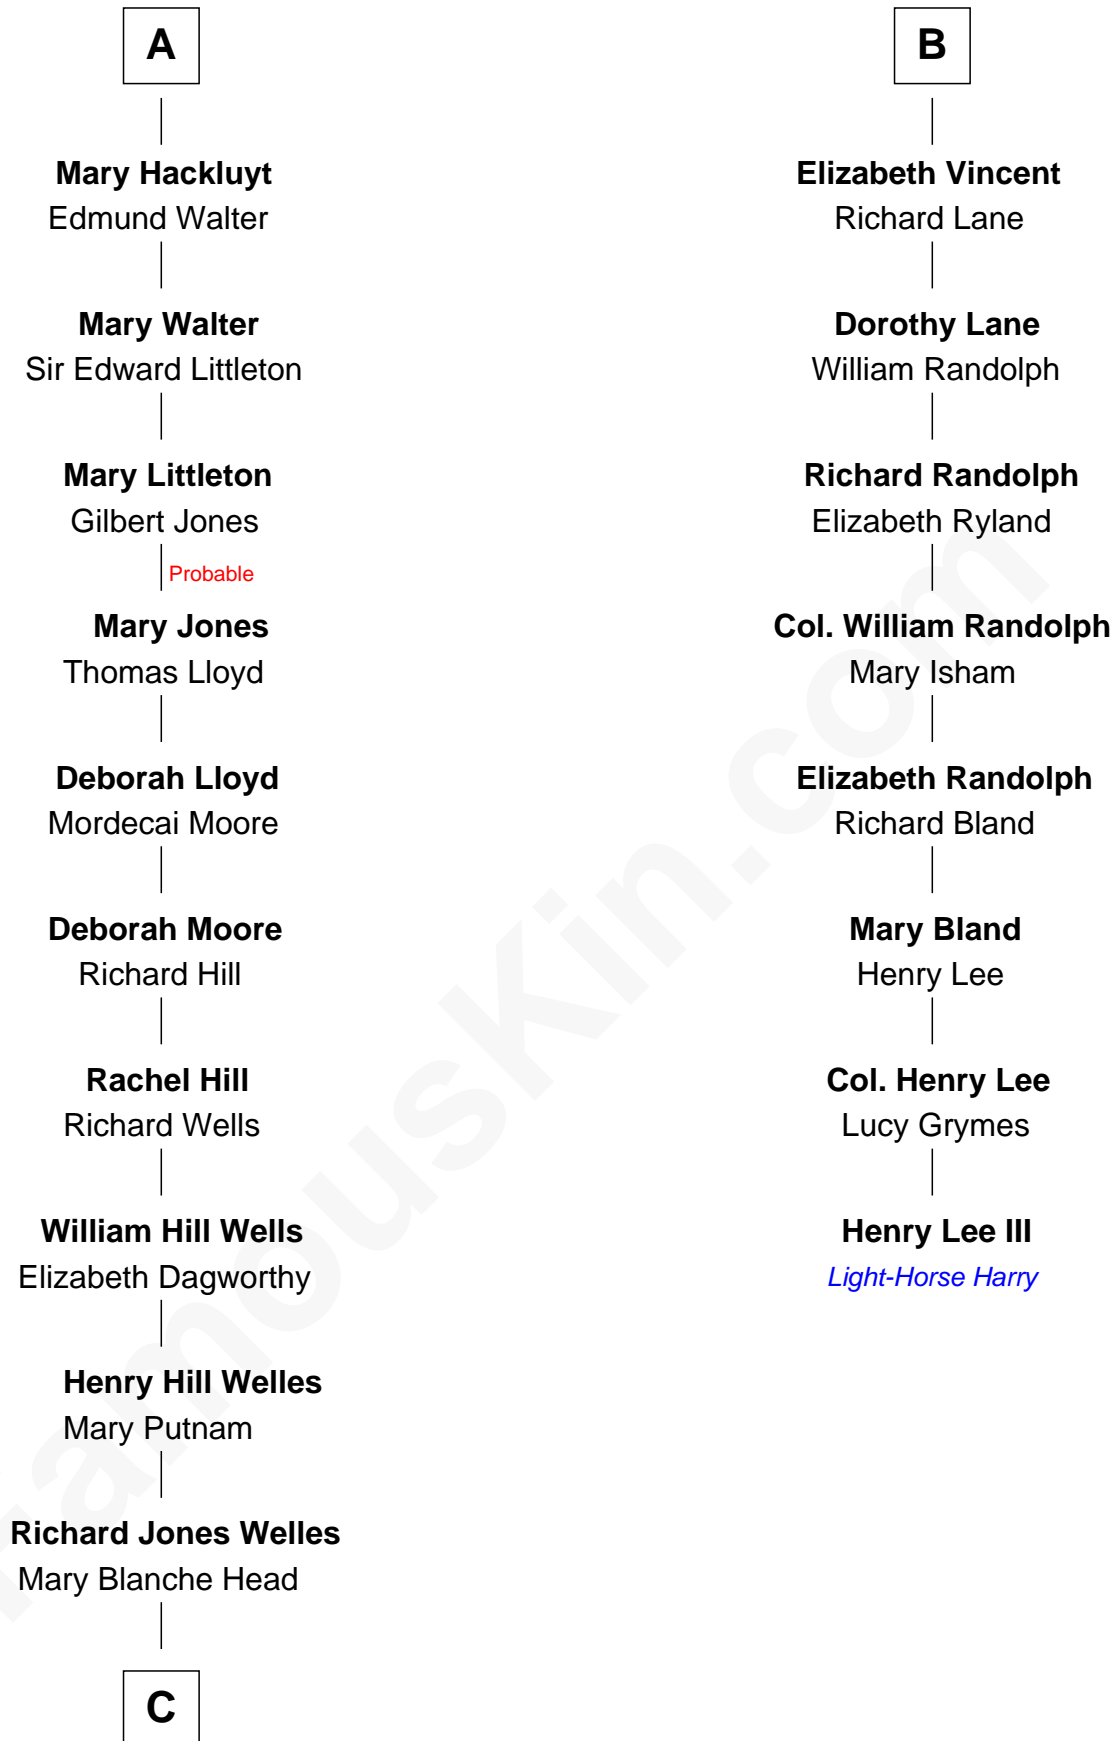 A
Mary Hackluyt
Edmund Walter
Mary Walter
Sir Edward Littleton
Mary Littleton
Gilbert Jones
Probable
Mary Jones
Thomas Lloyd
Deborah Lloyd
Mordecai Moore
Deborah Moore
Richard Hill
Rachel Hill
Richard Wells
William Hill Wells
Elizabeth Dagworthy
Henry Hill Welles
Mary Putnam
Richard Jones Welles
Mary Blanche Head
C
B
Elizabeth Vincent
Richard Lane
Dorothy Lane
William Randolph
Richard Randolph
Elizabeth Ryland
Col. William Randolph
Mary Isham
Elizabeth Randolph
Richard Bland
Mary Bland
Henry Lee
Col. Henry Lee
Lucy Grymes
Henry Lee III
Light-Horse Harry
FamousKin.com